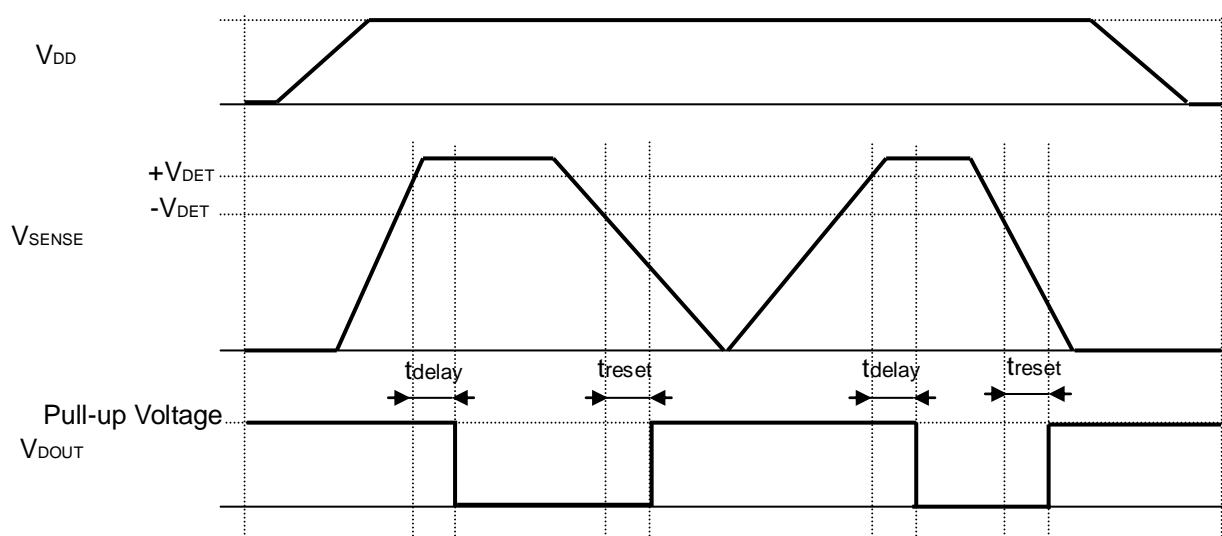 VDD
+VDET
-VDET
VSENSE
tdelay treset tdelay treset
Pull-up Voltage
VDOUT